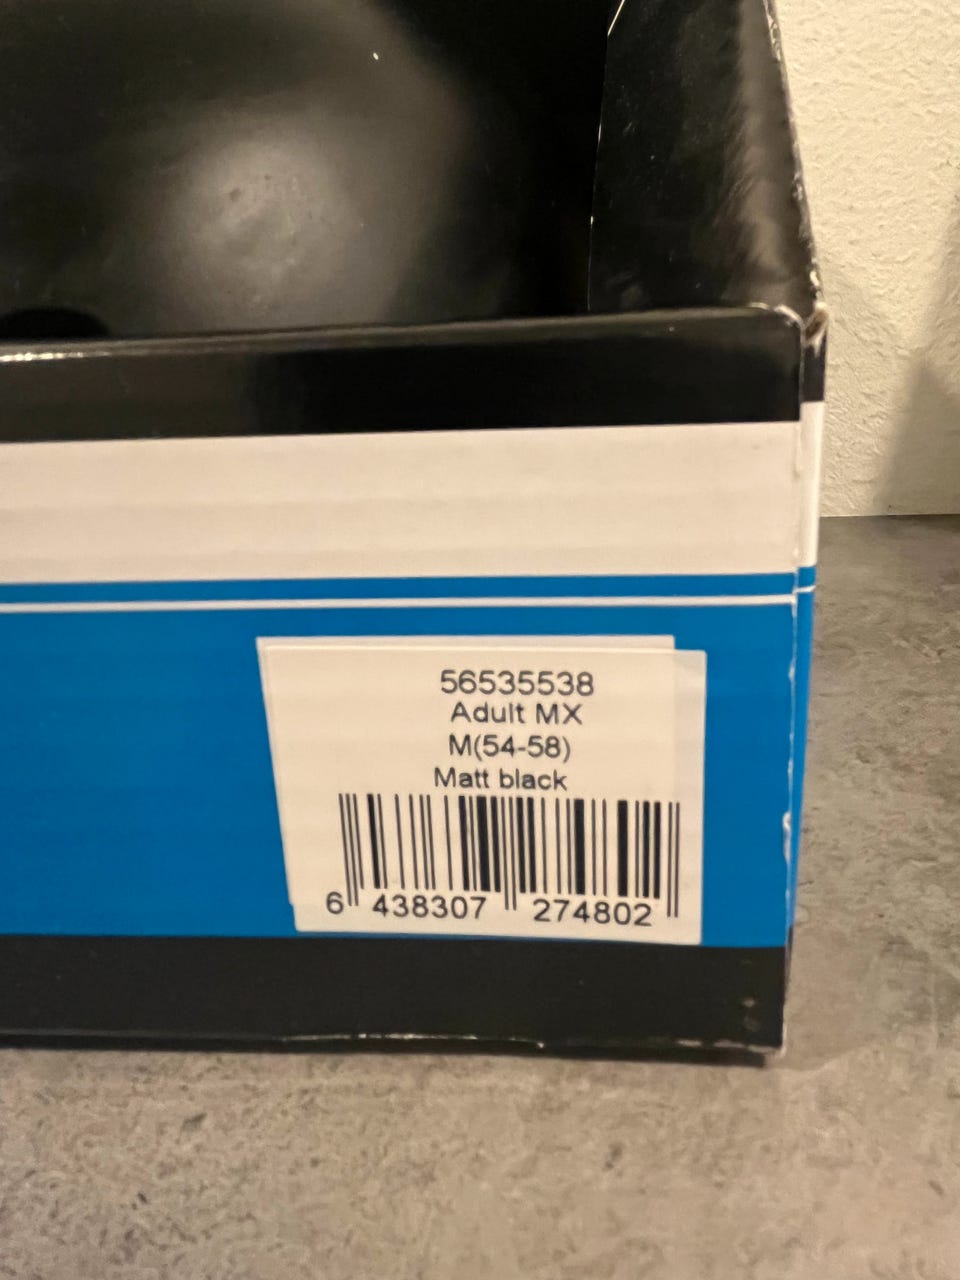 56535538
Adult MX
M(54-58)
Matt black
6 438307 274802